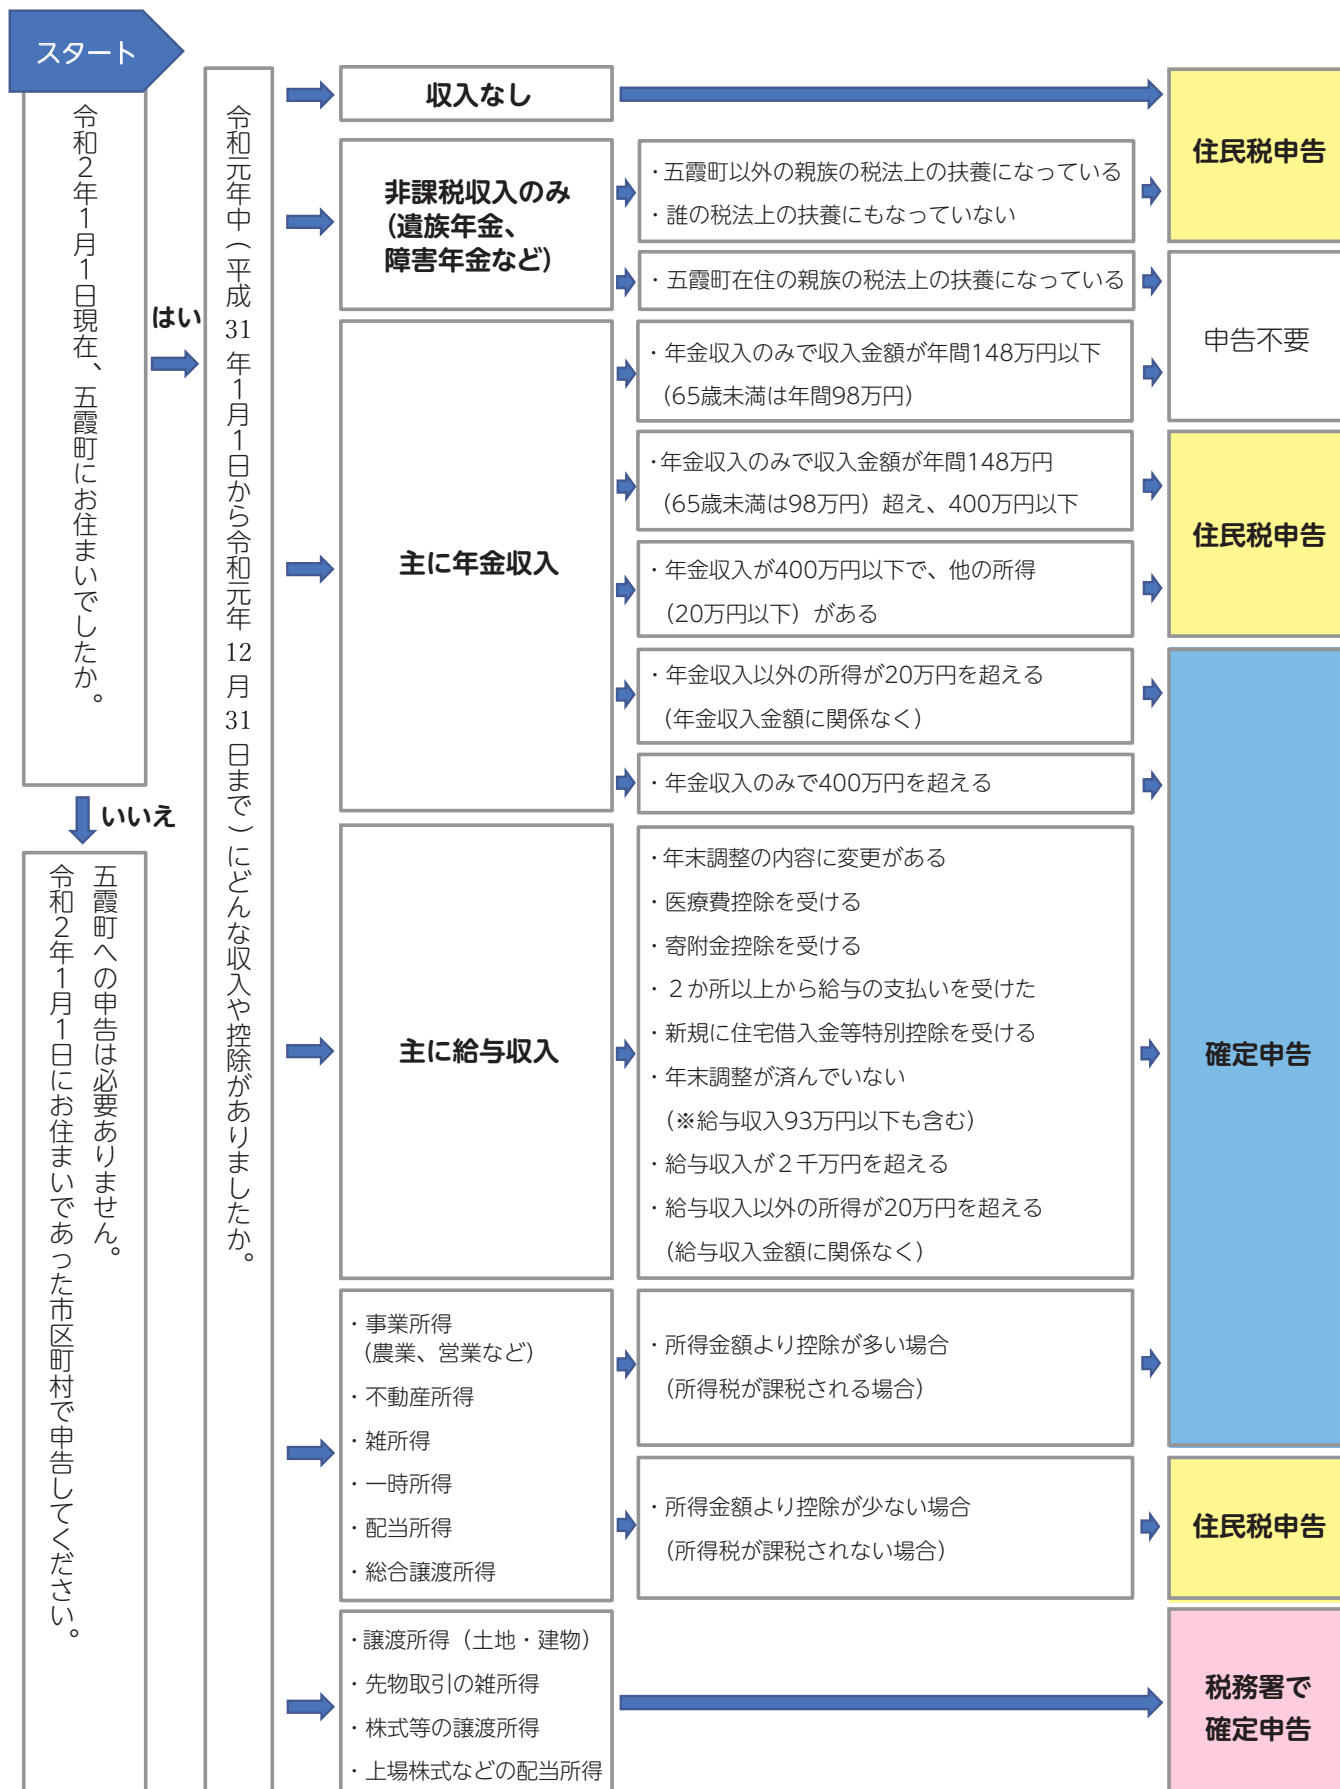 スタート
令和2年1月1日現在、五霞町にお住まいでしたか。
はい
いいえ
五霞町への申告は必要ありません。
令和2年1月1日にお住まいであった市区町村で申告してください。
令和元年中（平成31年1月1日から令和元年12月31日まで）にどんな収入や控除がありましたか。
収入なし
住民税申告
非課税収入のみ
(遺族年金、
障害年金など)
・五霞町以外の親族の税法上の扶養になっている
・誰の税法上の扶養にもなっていない
・五霞町在住の親族の税法上の扶養になっている
申告不要
主に年金収入
・年金収入のみで収入金額が年間148万円以下
（65歳未満は年間98万円）
・年金収入のみで収入金額が年間148万円
（65歳未満は98万円）超え、400万円以下
住民税申告
・年金収入が400万円以下で、他の所得
（20万円以下）がある
・年金収入以外の所得が20万円を超える
（年金収入金額に関係なく）
・年金収入のみで400万円を超える
主に給与収入
・年末調整の内容に変更がある
・医療費控除を受ける
・寄附金控除を受ける
・２か所以上から給与の支払いを受けた
・新規に住宅借入金等特別控除を受ける
・年末調整が済んでいない
（※給与収入93万円以下も含む）
・給与収入が２千万円を超える
・給与収入以外の所得が20万円を超える
（給与収入金額に関係なく）
確定申告
・事業所得
（農業、営業など）
・不動産所得
・雑所得
・一時所得
・配当所得
・総合譲渡所得
・所得金額より控除が多い場合
（所得税が課税される場合）
・所得金額より控除が少ない場合
（所得税が課税されない場合）
住民税申告
・譲渡所得（土地・建物）
・先物取引の雑所得
・株式等の譲渡所得
・上場株式などの配当所得
税務署で
確定申告